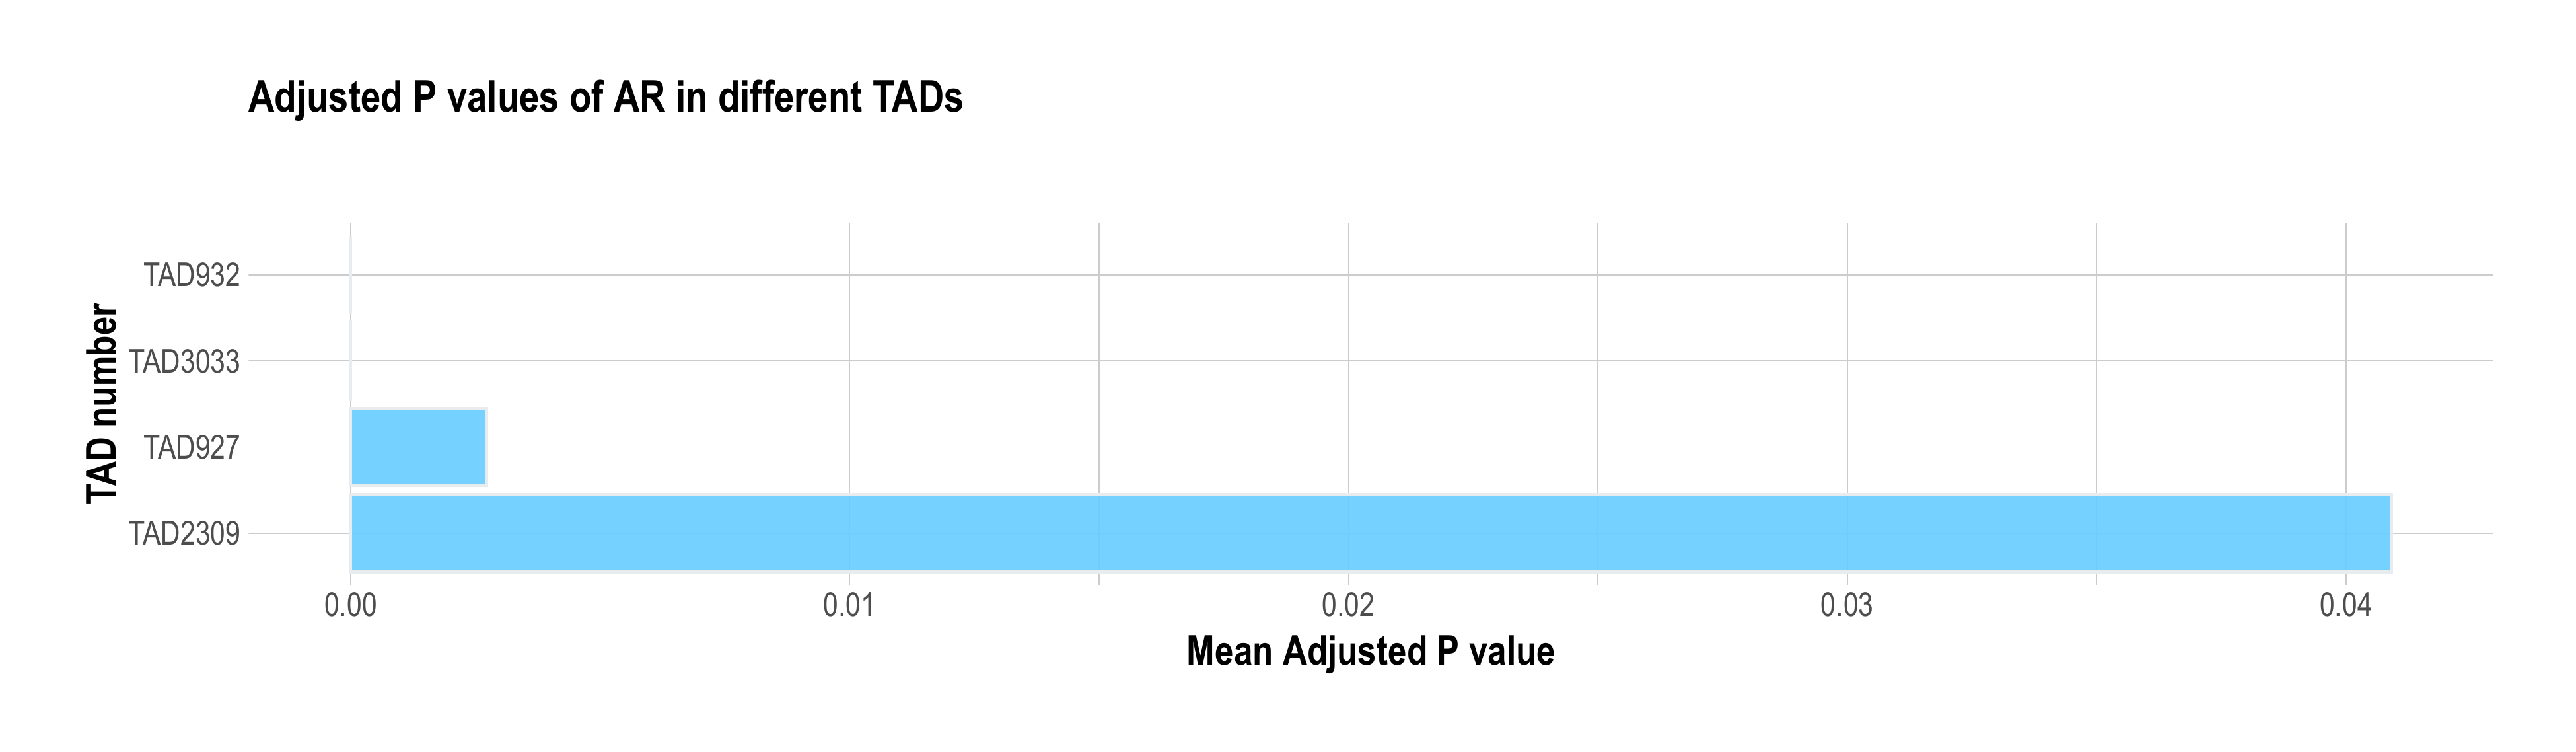 Adjusted P values of AR in different TADs
TAD number
TAD932
TAD3033
TAD927
TAD2309
0.00 0.01 0.02 0.03 0.04
Mean Adjusted P value